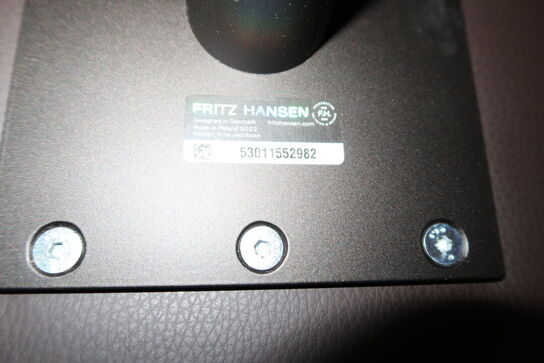 FRITZ HANSEN
Designed in Denmark
fritzhansen.com
Made in Poland 2022
Design: Arne Jacobsen
53011552982